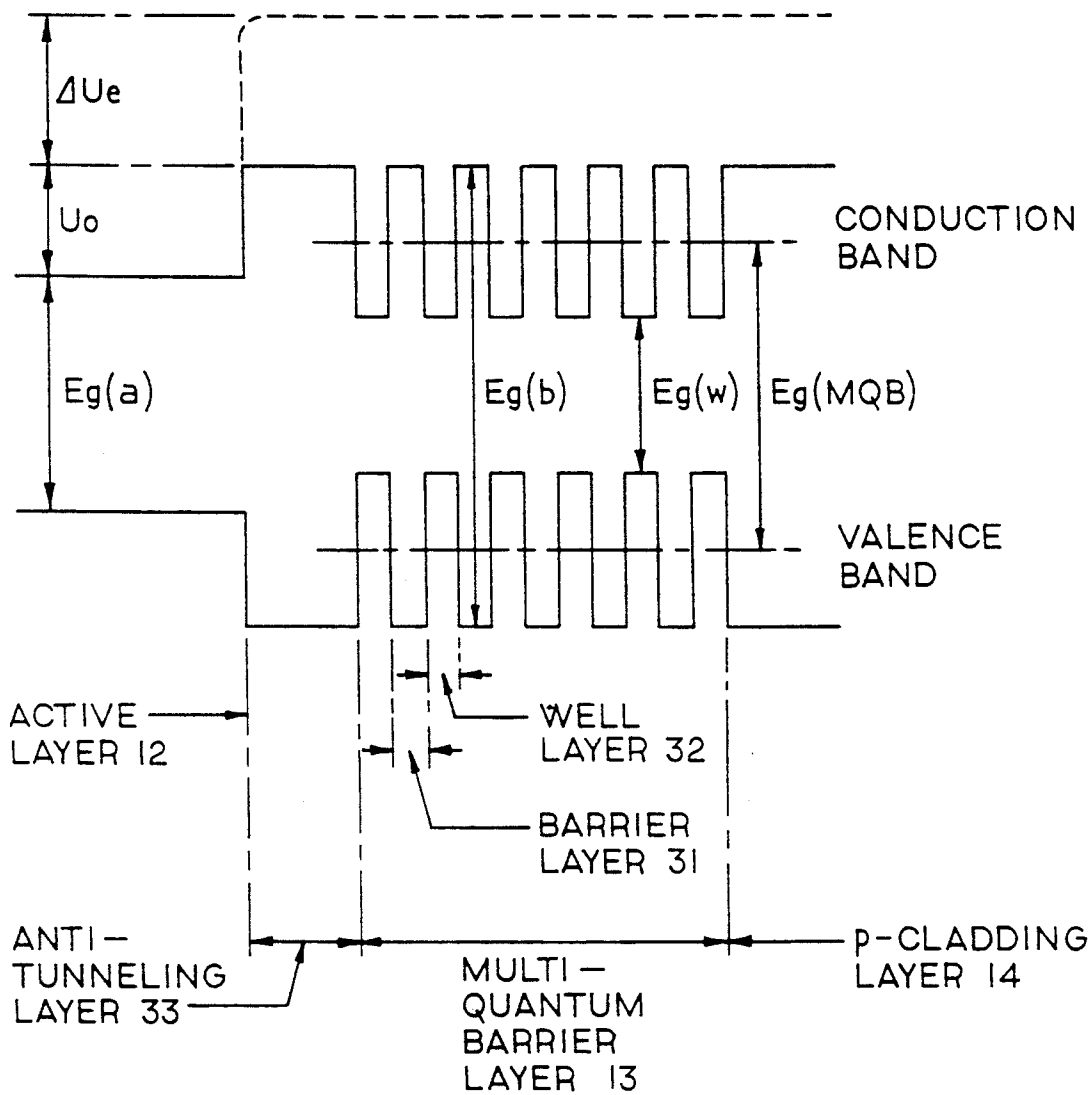 ΔUe
Uo
CONDUCTION
BAND
Eg(a)
Eg(b)
Eg(w)
Eg(MQB)
VALENCE
BAND
ACTIVE
LAYER 12
WELL
LAYER 32
BARRIER
LAYER 31
ANTI-
TUNNELING
LAYER 33
MULTI-
QUANTUM
BARRIER
LAYER 13
p-CLADDING
LAYER 14